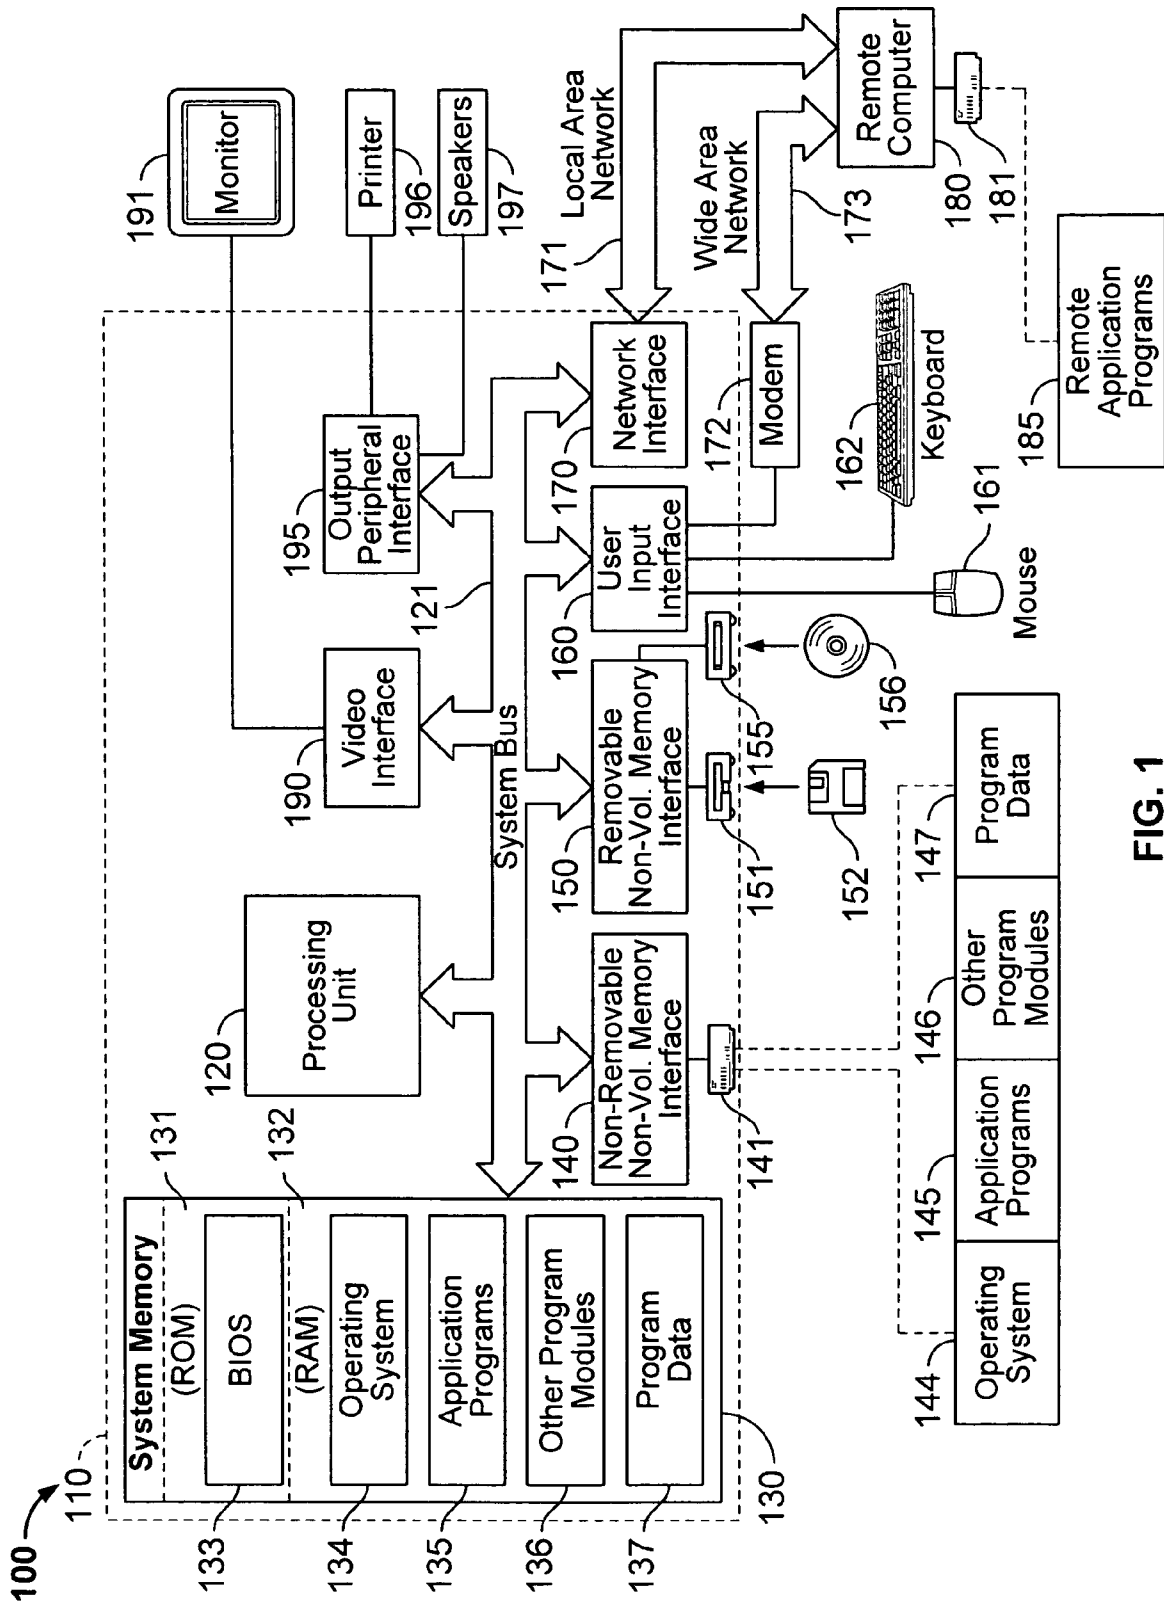 100
110
System Memory
(ROM)
131
BIOS
133
(RAM)
132
Operating
System
134
Application
Programs
135
Other Program
Modules
136
Program
Data
137
130
120
Processing
Unit
190
Video
Interface
195
Output
Peripheral
Interface
191
Monitor
Printer
196
Speakers
197
121
System Bus
140
Non-Removable
Non-Vol. Memory
Interface
141
150
Removable
Non-Vol. Memory
Interface
151
155
152
156
160
User
Input
Interface
170
Network
Interface
172
Modem
171
Local Area
Network
Wide Area
Network
173
Remote
Computer
180
181
162
Keyboard
161
Mouse
185
Remote
Application
Programs
144
Operating
System
145
Application
Programs
146
Other
Program
Modules
147
Program
Data
FIG. 1